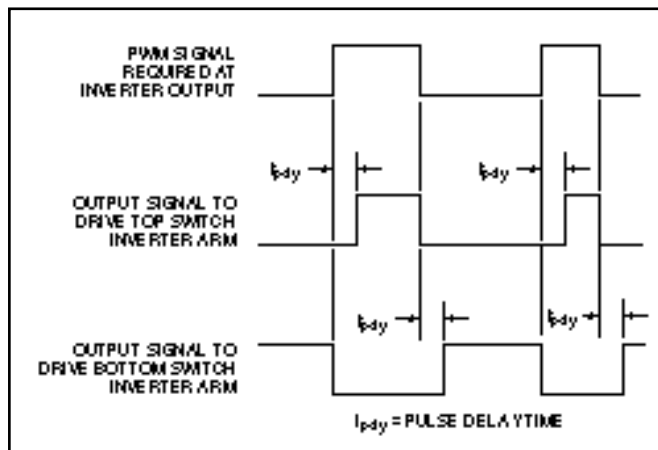 PWM SIGNAL
REQUIRED AT
INVERTER OUTPUT
tpdy
tpdy
OUTPUT SIGNAL TO
DRIVE TOP SWITCH
INVERTER ARM
tpdy
tpdy
OUTPUT SIGNAL TO
DRIVE BOTTOM SWITCH
INVERTER ARM
tpdy = PULSE DELAY TIME